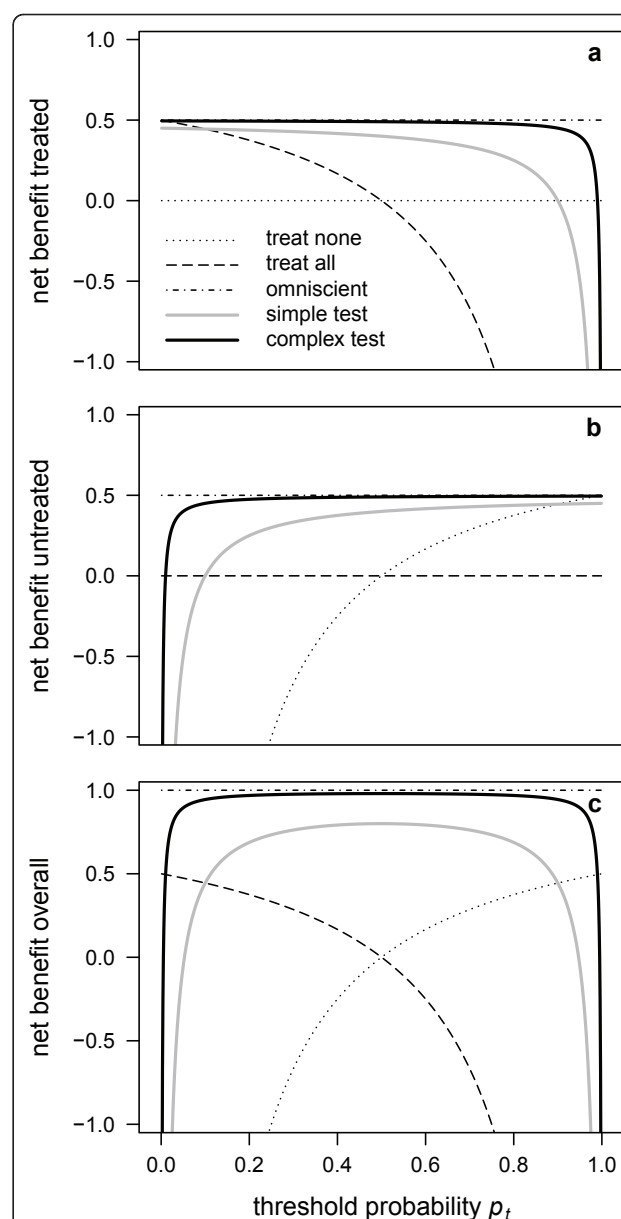 1.0
0.5
0.0
−0.5
−1.0
net benefit treated
a
treat none
treat all
omniscient
simple test
complex test
1.0
0.5
0.0
−0.5
−1.0
net benefit untreated
b
1.0
0.5
0.0
−0.5
−1.0
net benefit overall
c
0.0 0.2 0.4 0.6 0.8 1.0
threshold probability pt